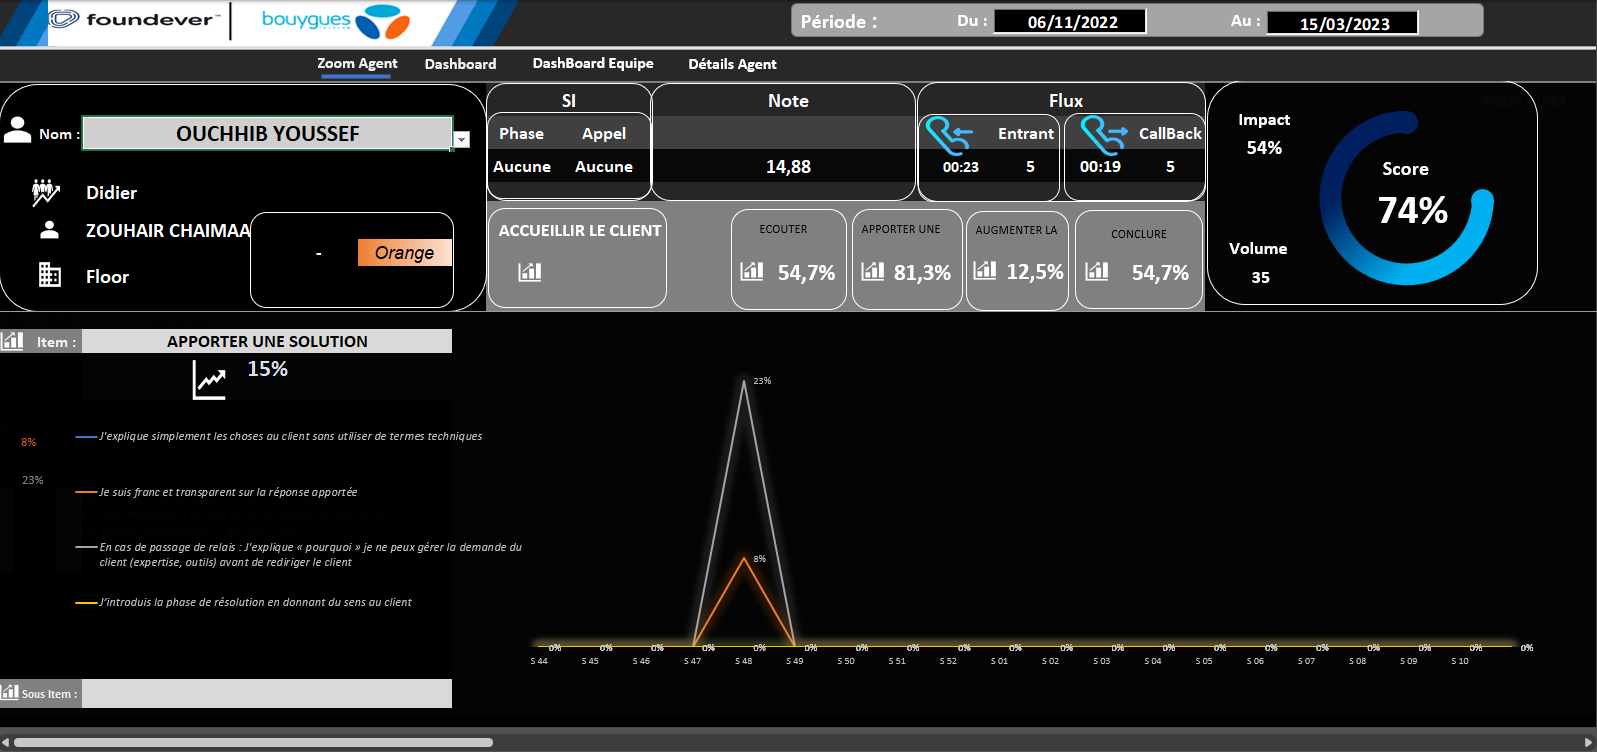 foundever
bouygues
Période :
Du :
06/11/2022
Au :
15/03/2023
Zoom Agent
Dashboard
DashBoard Equipe
Détails Agent
Nom :
OUCHHIB YOUSSEF
Didier
ZOUHAIR CHAIMAA
Floor
-
Orange
SI
Phase
Appel
Aucune
Aucune
Note
14,88
Flux
Entrant
00:23
5
CallBack
00:19
5
ACCUEILLIR LE CLIENT
ECOUTER
54,7%
APPORTER UNE
81,3%
AUGMENTER LA
12,5%
CONCLURE
54,7%
Impact
54%
Volume
35
Score
74%
Item :
APPORTER UNE SOLUTION
15%
8%
23%
J'explique simplement les choses au client sans utiliser de termes techniques
Je suis franc et transparent sur la réponse apportée
En cas de passage de relais : J'explique « pourquoi » je ne peux gérer la demande du
client (expertise, outils) avant de rediriger le client
J'introduis la phase de résolution en donnant du sens au client
23%
8%
0% 0% 0% 0% 0% 0% 0% 0% 0% 0% 0% 0% 0% 0% 0% 0% 0% 0% 0% 0%
S 44 S 45 S 46 S 47 S 48 S 49 S 50 S 51 S 52 S 01 S 02 S 03 S 04 S 05 S 06 S 07 S 08 S 09 S 10
Sous Item :